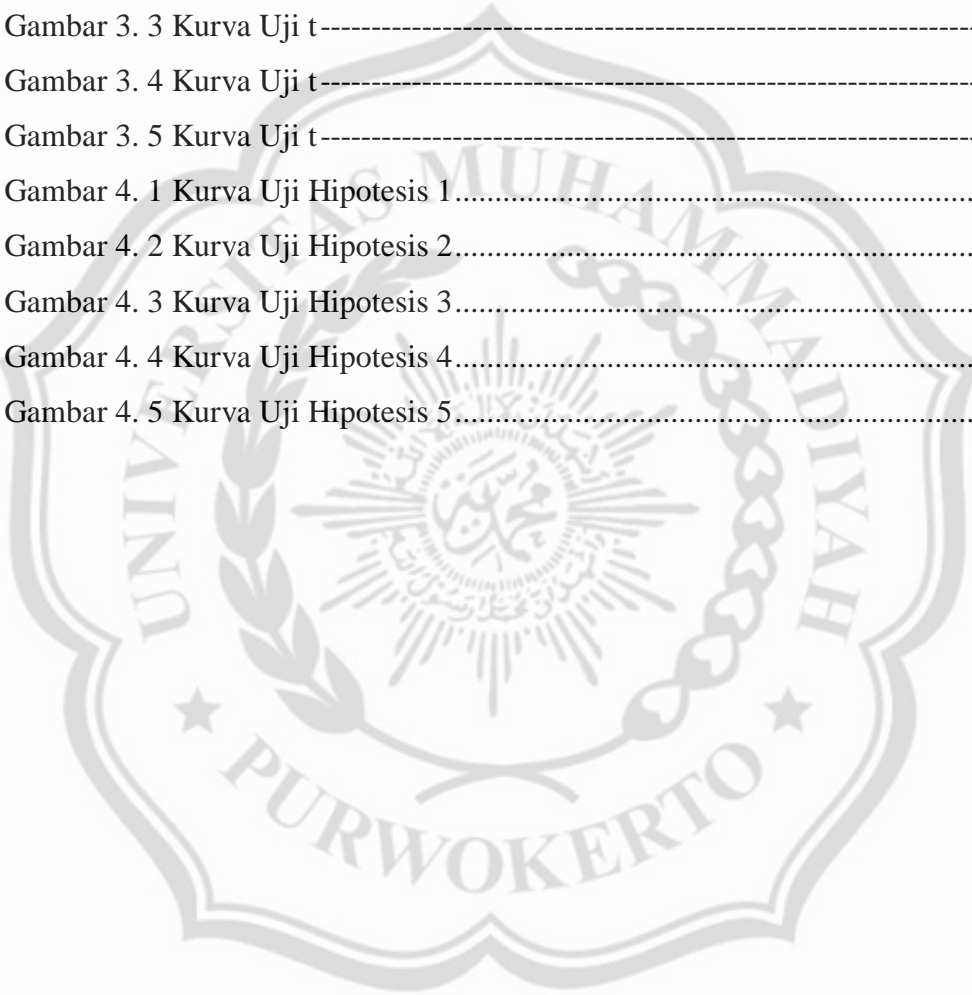 Gambar 3. 3 Kurva Uji t-------------------------------------------------------------------
Gambar 3. 4 Kurva Uji t-------------------------------------------------------------------
Gambar 3. 5 Kurva Uji t-------------------------------------------------------------------
Gambar 4. 1 Kurva Uji Hipotesis 1..................................................................
Gambar 4. 2 Kurva Uji Hipotesis 2..................................................................
Gambar 4. 3 Kurva Uji Hipotesis 3..................................................................
Gambar 4. 4 Kurva Uji Hipotesis 4..................................................................
Gambar 4. 5 Kurva Uji Hipotesis 5..................................................................
UNIVERSITAS MUHAMMADIYAH
PURWOKERTO